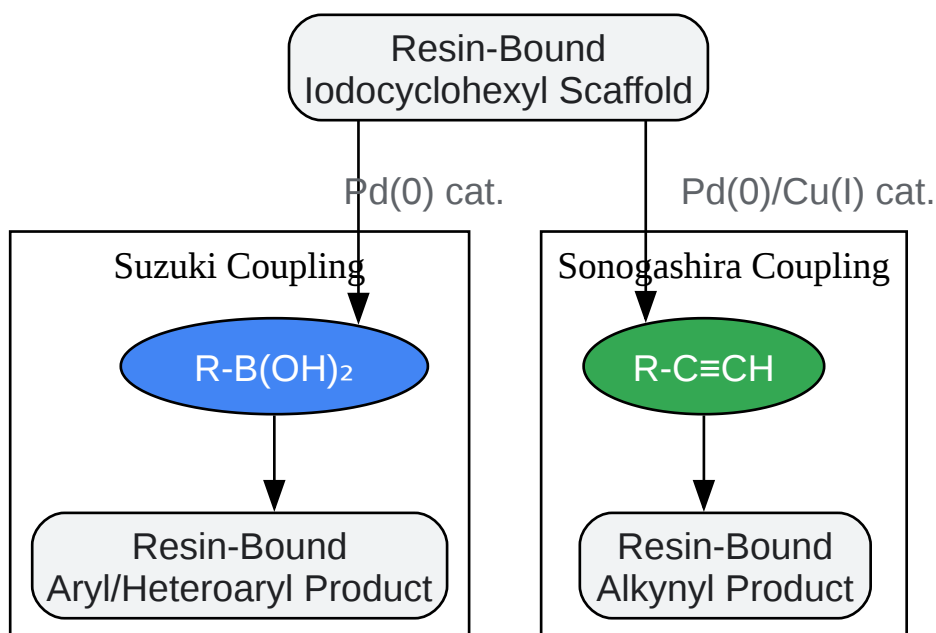 Resin-Bound
Iodocyclohexyl Scaffold
Pd(0) cat.
Pd(0)/Cu(I) cat.
Suzuki Coupling
Sonogashira Coupling
R-B(OH)₂
R-C≡CH
Resin-Bound
Aryl/Heteroaryl Product
Resin-Bound
Alkynyl Product